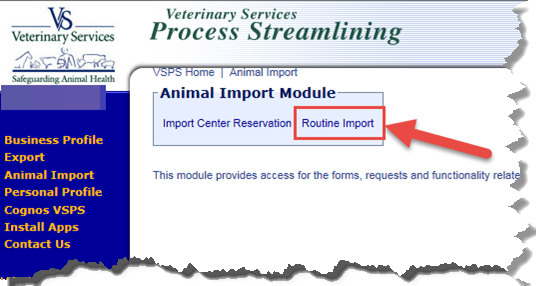 VS
Veterinary Services
Safeguarding Animal Health
Veterinary Services
Process Streamlining
VSPS Home | Animal Import
Animal Import Module
Import Center Reservation Routine Import
This module provides access for the forms, requests and functionality relate
Business Profile
Export
Animal Import
Personal Profile
Cognos VSPS
Install Apps
Contact Us